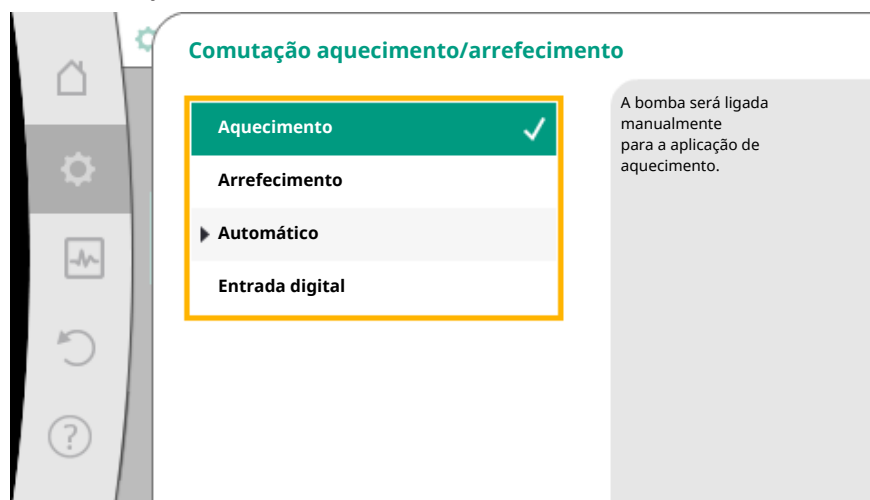 Comutação aquecimento/arrefecimento
Aquecimento
Arrefecimento
Automático
Entrada digital
A bomba será ligada
manualmente
para a aplicação de
aquecimento.
?